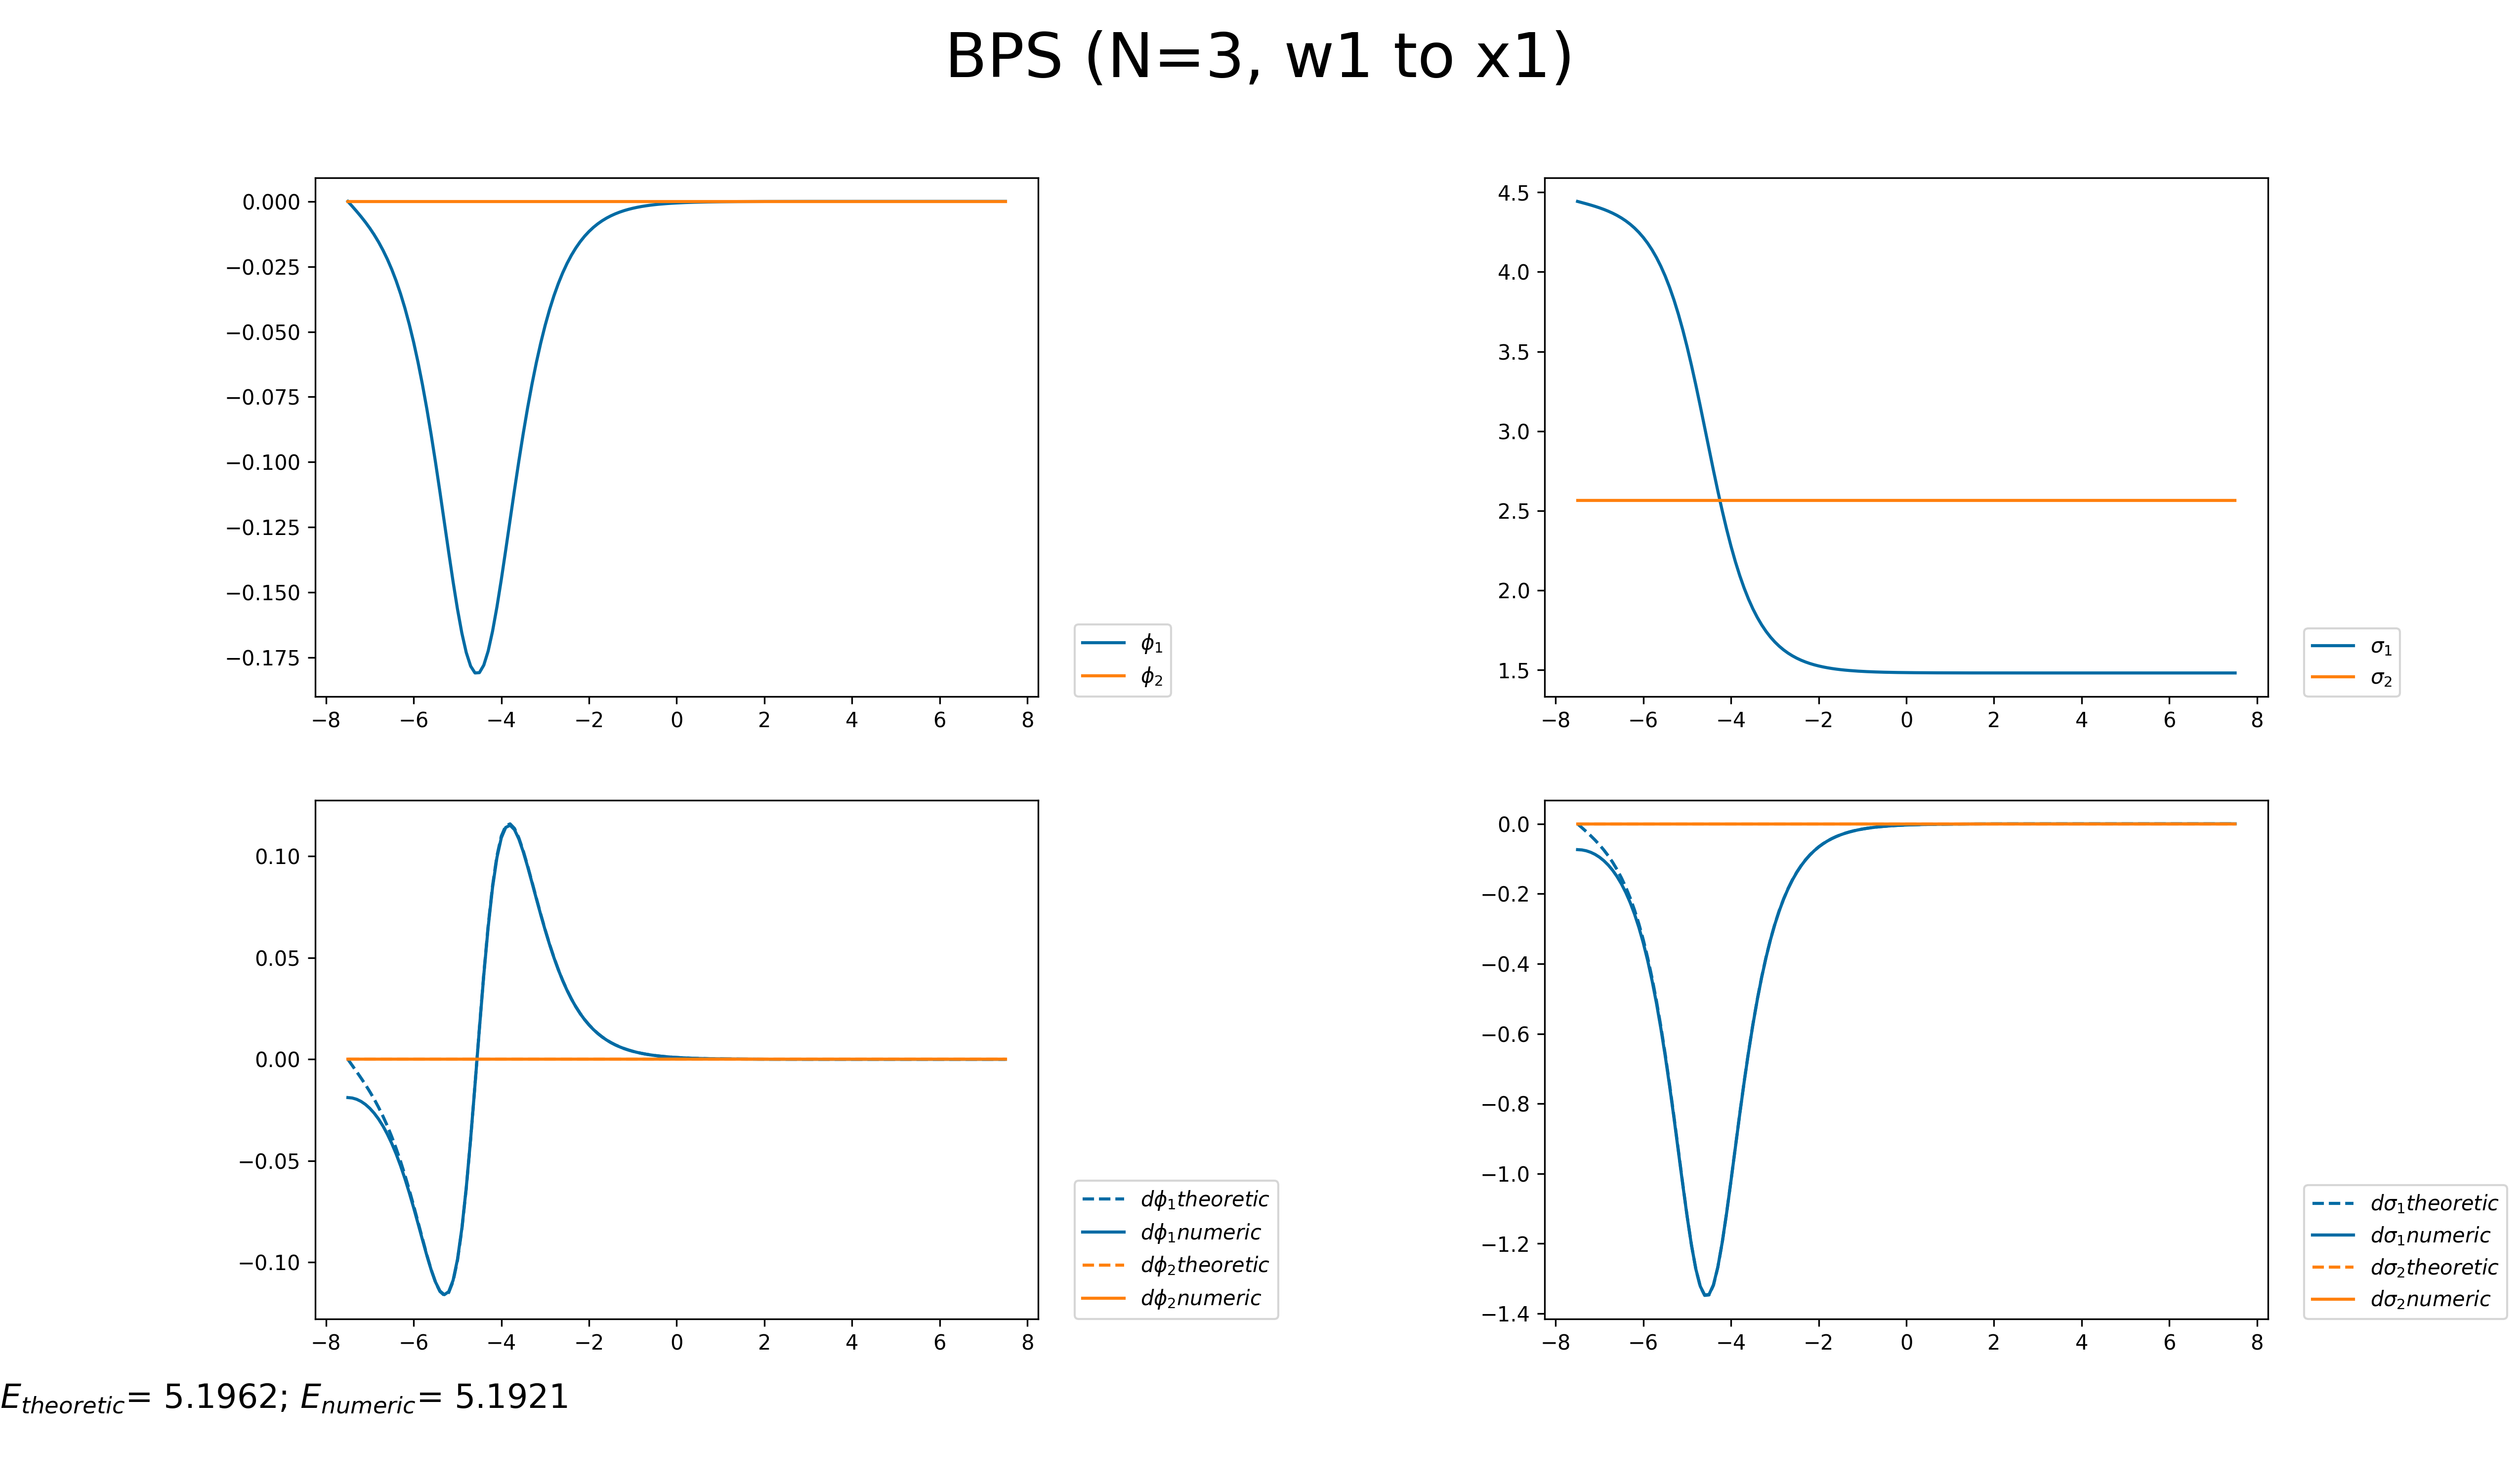 BPS (N=3, w1 to x1)
0.000
−0.025
−0.050
−0.075
−0.100
−0.125
−0.150
−0.175
−8 −6 −4 −2 0 2 4 6 8
ϕ₁
ϕ₂
4.5
4.0
3.5
3.0
2.5
2.0
1.5
−8 −6 −4 −2 0 2 4 6 8
σ₁
σ₂
0.10
0.05
0.00
−0.05
−0.10
−8 −6 −4 −2 0 2 4 6 8
dϕ₁theoretic
dϕ₁numeric
dϕ₂theoretic
dϕ₂numeric
0.0
−0.2
−0.4
−0.6
−0.8
−1.0
−1.2
−1.4
−8 −6 −4 −2 0 2 4 6 8
dσ₁theoretic
dσ₁numeric
dσ₂theoretic
dσ₂numeric
E_theoretic= 5.1962; E_numeric= 5.1921